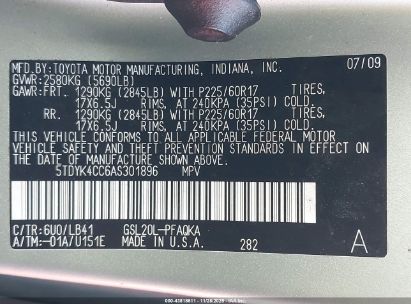 MFD.BY:TOYOTA MOTOR MANUFACTURING, INDIANA, INC. 07/09
GVWR:2580KG (5690LB)
GAWR:FRT. 1290KG (2845LB) WITH P225/60R17 TIRES,
17X6.5J RIMS, AT 240KPA (35PSI) COLD.
RR. 1290KG (2845LB) WITH P225/60R17 TIRES,
17X6.5J RIMS, AT 240KPA (35PSI) COLD.
THIS VEHICLE CONFORMS TO ALL APPLICABLE FEDERAL MOTOR
VEHICLE SAFETY AND THEFT PREVENTION STANDARDS IN
EFFECT ON THE DATE OF MANUFACTURE SHOWN ABOVE.
5TDYK4CC6AS301896 MPV
C/TR:6U0/LB41 GSL20L-PFAQKA
A/TM:-01A/U151E MADE IN U.S.A. 282 A